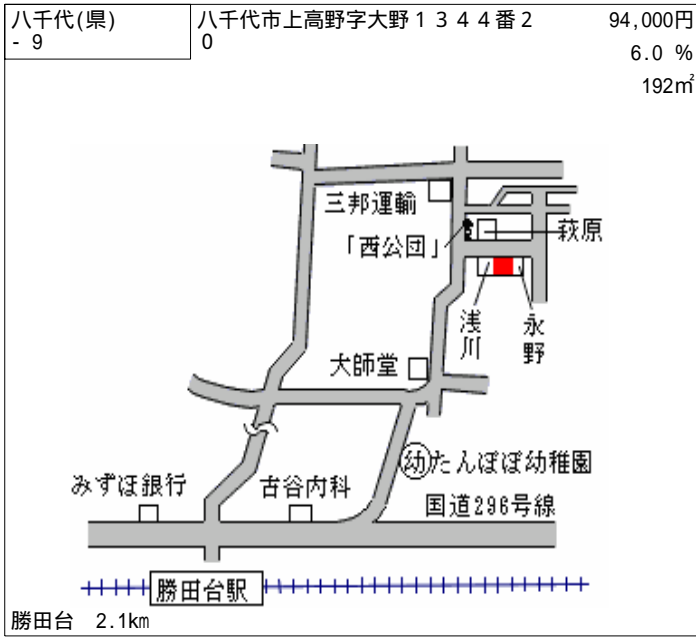 八千代(県)
- 9
八千代市上高野字大野１３４４番２
０
94,000円
6.0 %
192㎡
三邦運輸
「西公団」
萩原
浅川
永野
大師堂
幼たんぽぽ幼稚園
みずほ銀行
古谷内科
国道296号線
勝田台駅
勝田台 2.1km